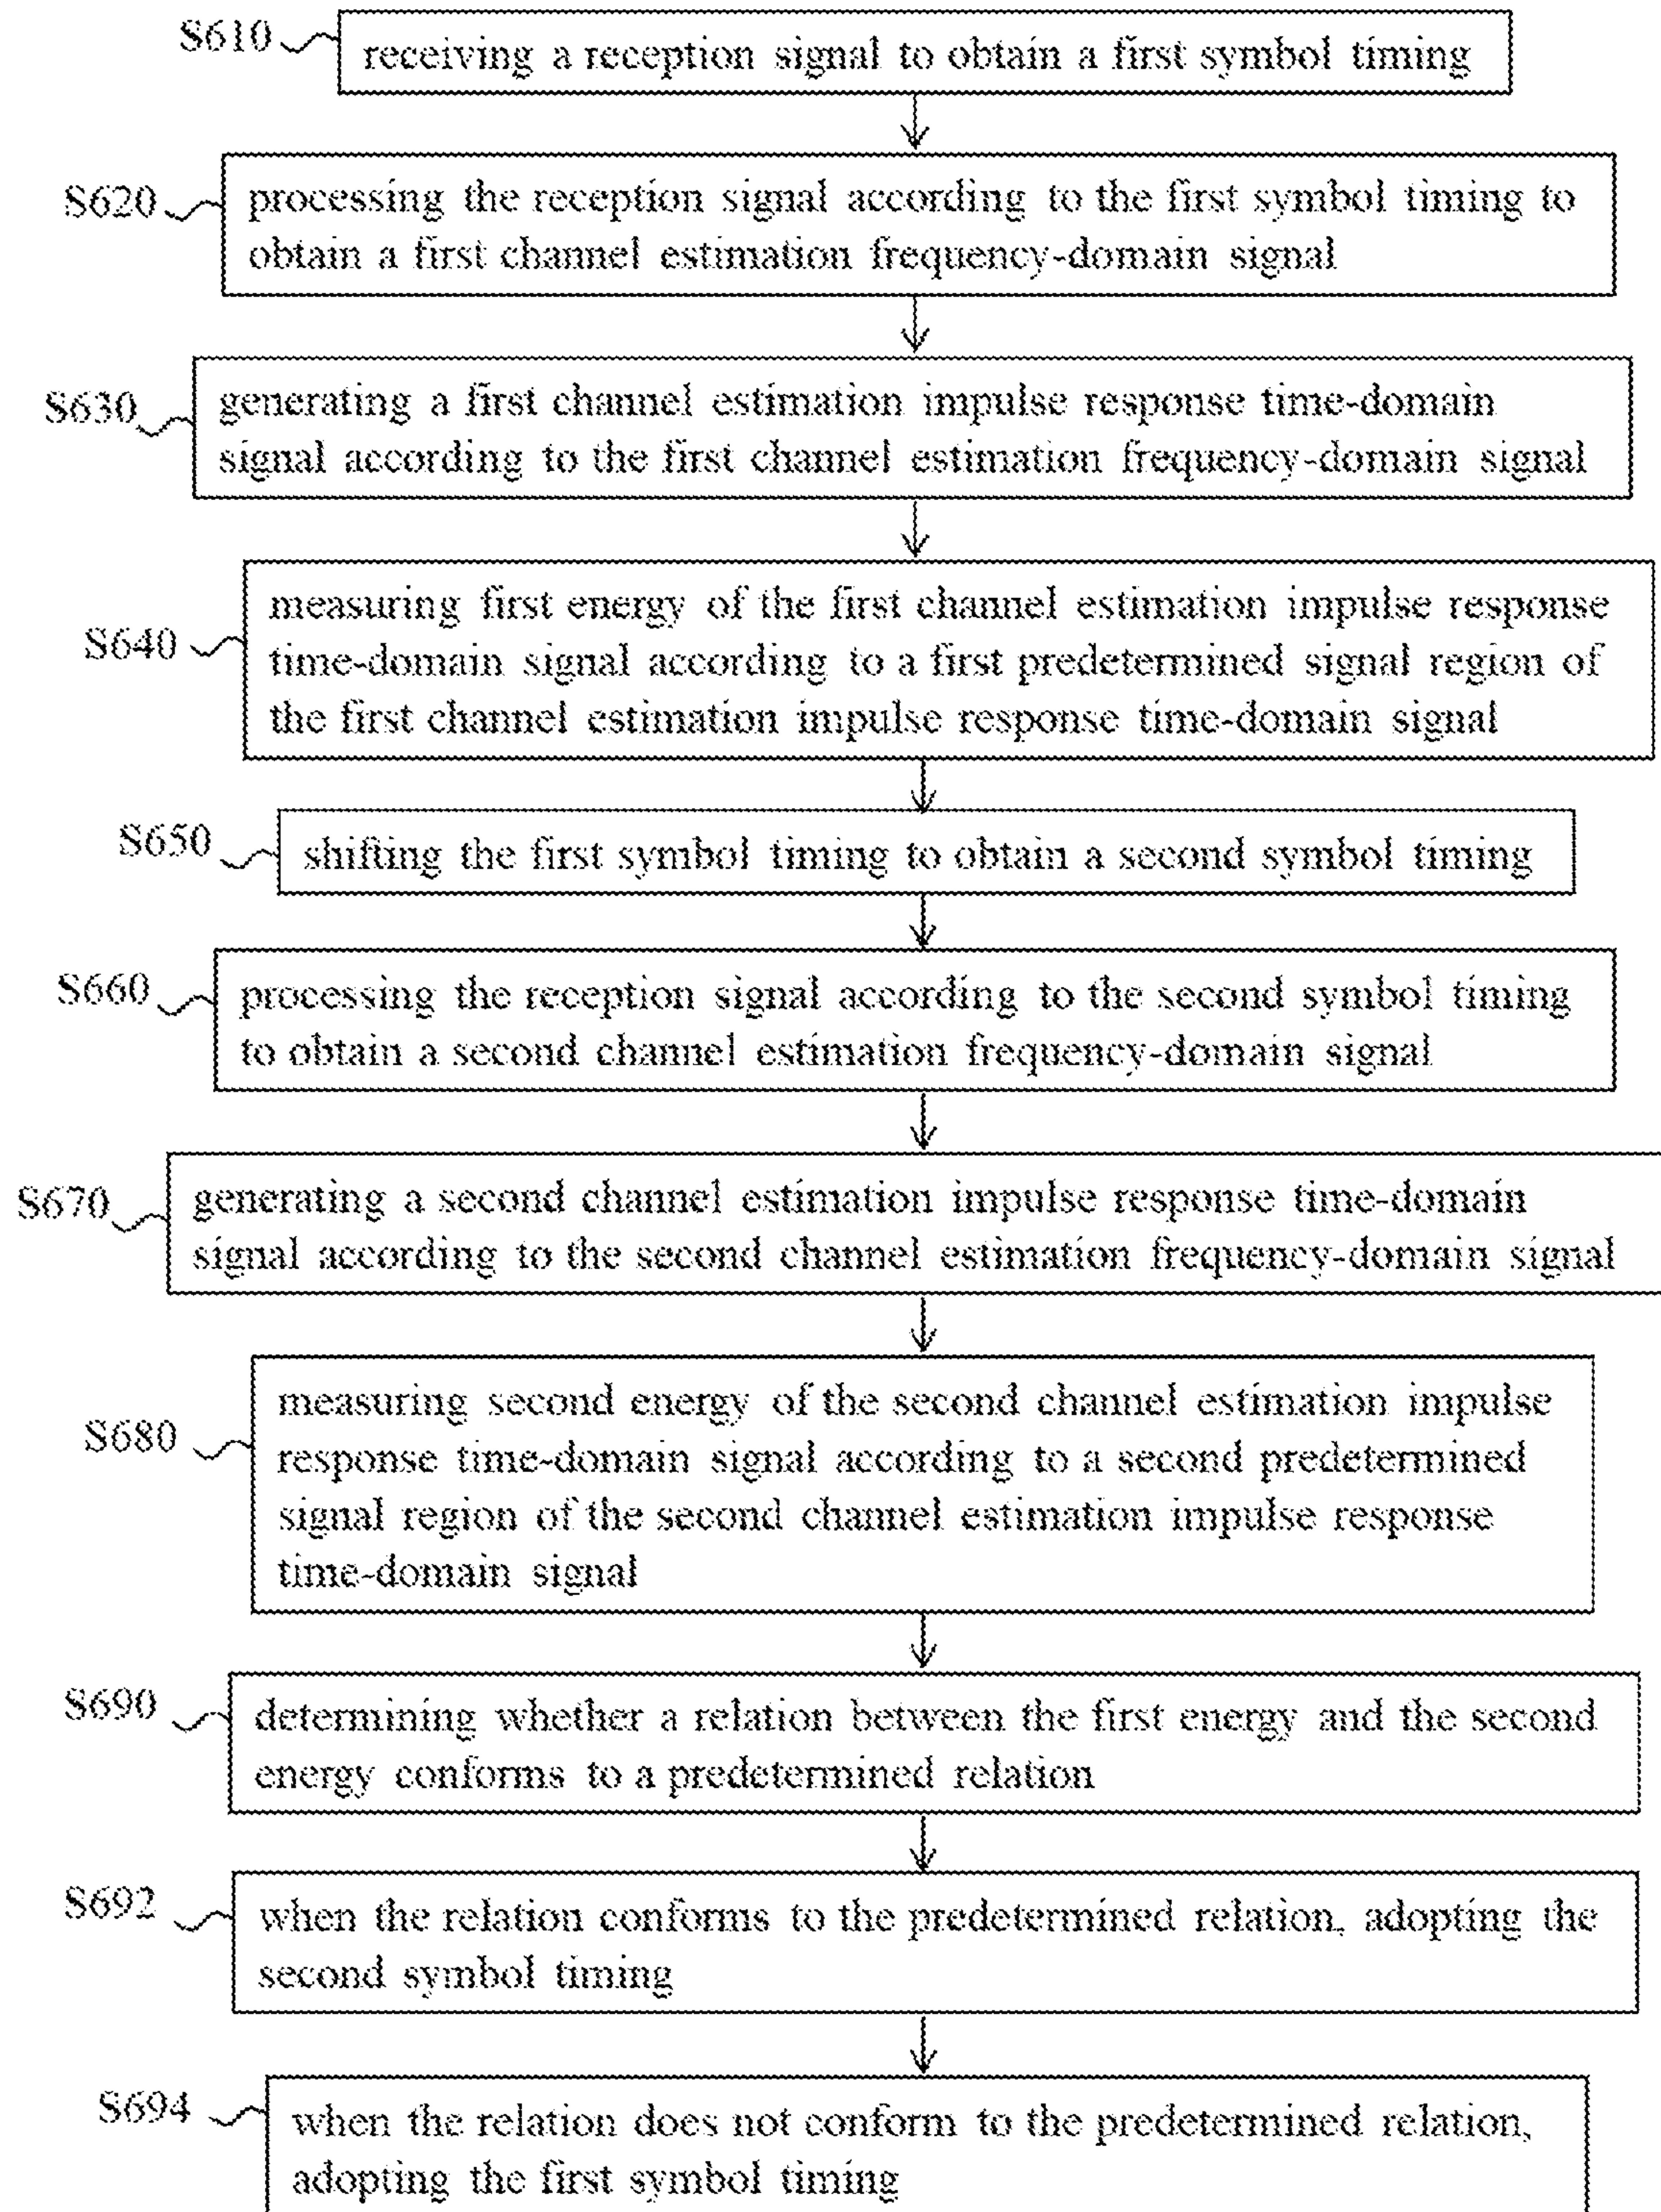 S610
receiving a reception signal to obtain a first symbol timing
S620
processing the reception signal according to the first symbol timing to
obtain a first channel estimation frequency-domain signal
S630
generating a first channel estimation impulse response time-domain
signal according to the first channel estimation frequency-domain signal
S640
measuring first energy of the first channel estimation impulse response
time-domain signal according to a first predetermined signal region of
the first channel estimation impulse response time-domain signal
S650
shifting the first symbol timing to obtain a second symbol timing
S660
processing the reception signal according to the second symbol timing
to obtain a second channel estimation frequency-domain signal
S670
generating a second channel estimation impulse response time-domain
signal according to the second channel estimation frequency-domain signal
S680
measuring second energy of the second channel estimation impulse
response time-domain signal according to a second predetermined
signal region of the second channel estimation impulse response
time-domain signal
S690
determining whether a relation between the first energy and the second
energy conforms to a predetermined relation
S692
when the relation conforms to the predetermined relation, adopting the
second symbol timing
S694
when the relation does not conform to the predetermined relation,
adopting the first symbol timing